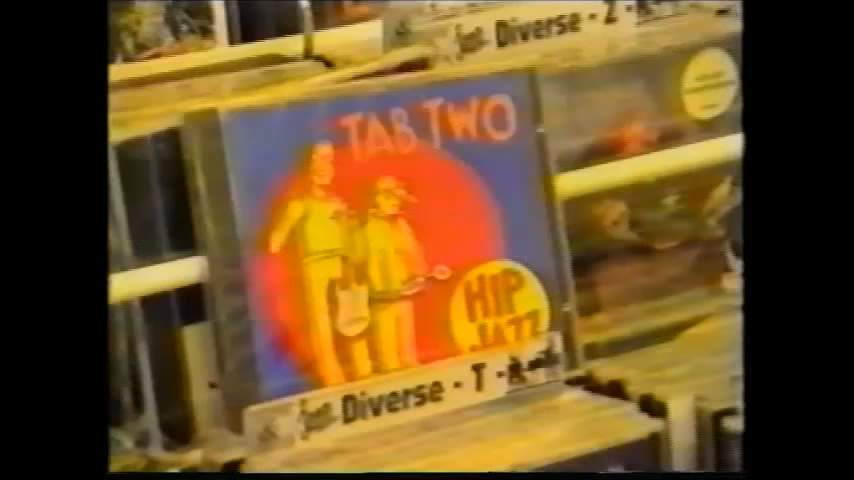 Diverse - Z
TAB TWO
HIP
JAZZ
Diverse - T